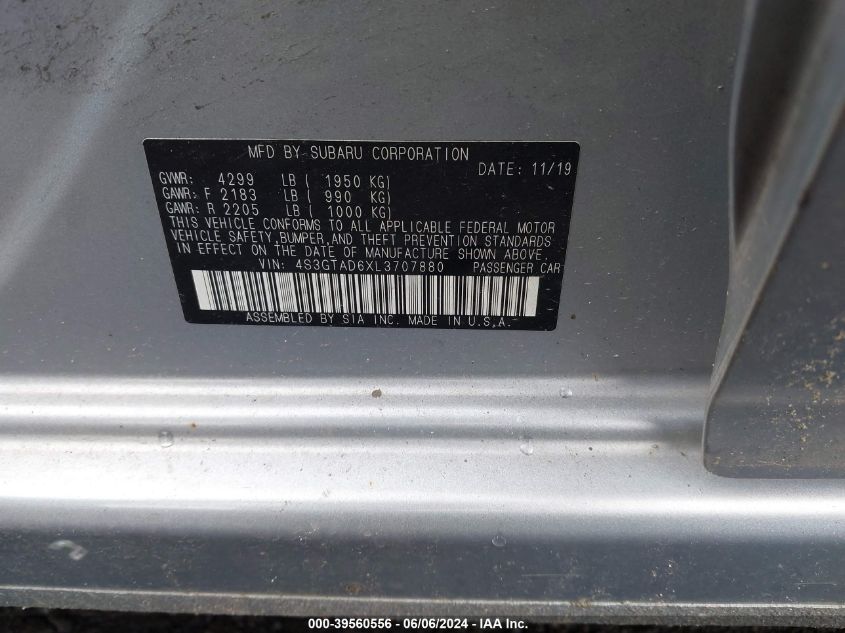 MFD BY SUBARU CORPORATION
DATE: 11/19
GVWR: 4299 LB ( 1950 KG)
GAWR: F 2183 LB ( 990 KG)
GAWR: R 2205 LB ( 1000 KG)
THIS VEHICLE CONFORMS TO ALL APPLICABLE FEDERAL MOTOR
VEHICLE SAFETY, BUMPER, AND THEFT PREVENTION STANDARDS
IN EFFECT ON THE DATE OF MANUFACTURE SHOWN ABOVE.
VIN: 4S3GTAD6XL3707880 PASSENGER CAR
ASSEMBLED BY SIA INC. MADE IN U.S.A.
000-39560556 - 06/06/2024 - IAA Inc.